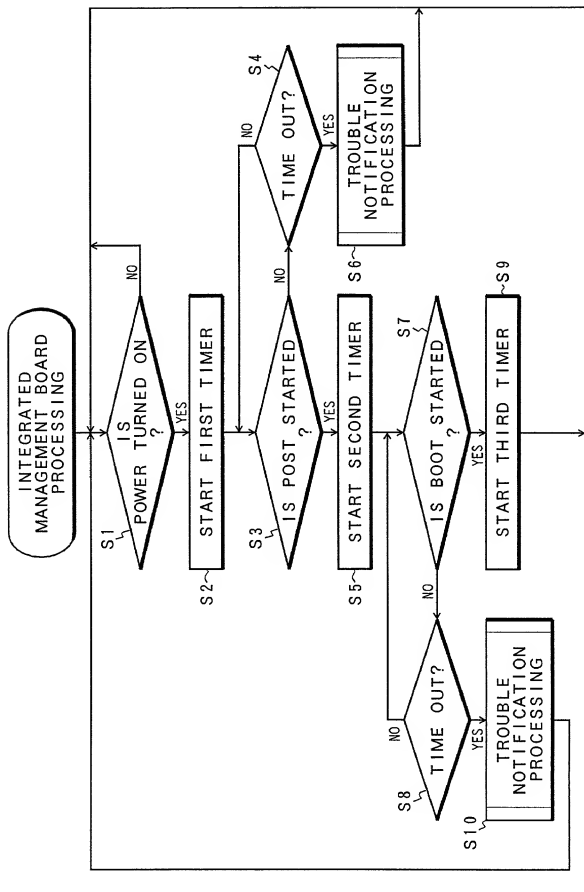 INTEGRATED
MANAGEMENT BOARD
PROCESSING
S1
IS
POWER TURNED ON
?
NO
YES
S2
START FIRST TIMER
S3
IS POST STARTED
?
NO
YES
S4
TIME OUT?
NO
YES
S6
TROUBLE
NOTIFICATION
PROCESSING
S5
START SECOND TIMER
S7
IS BOOT STARTED
?
NO
YES
S8
TIME OUT?
NO
YES
S10
TROUBLE
NOTIFICATION
PROCESSING
S9
START THIRD TIMER